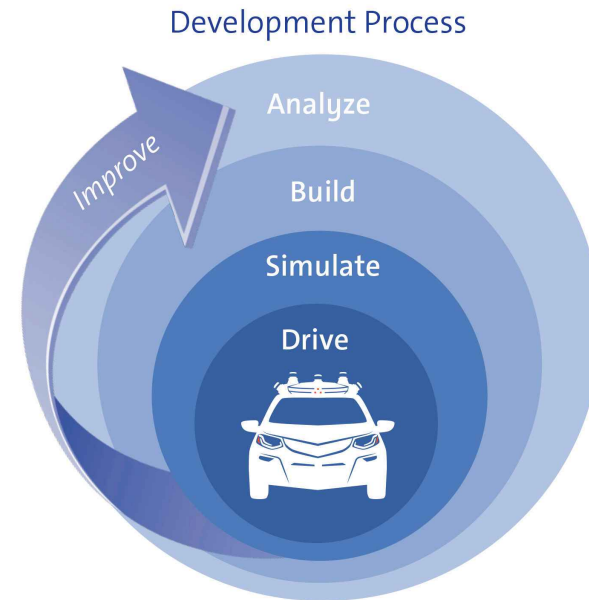 Development Process
Analyze
Improve
Build
Simulate
Drive